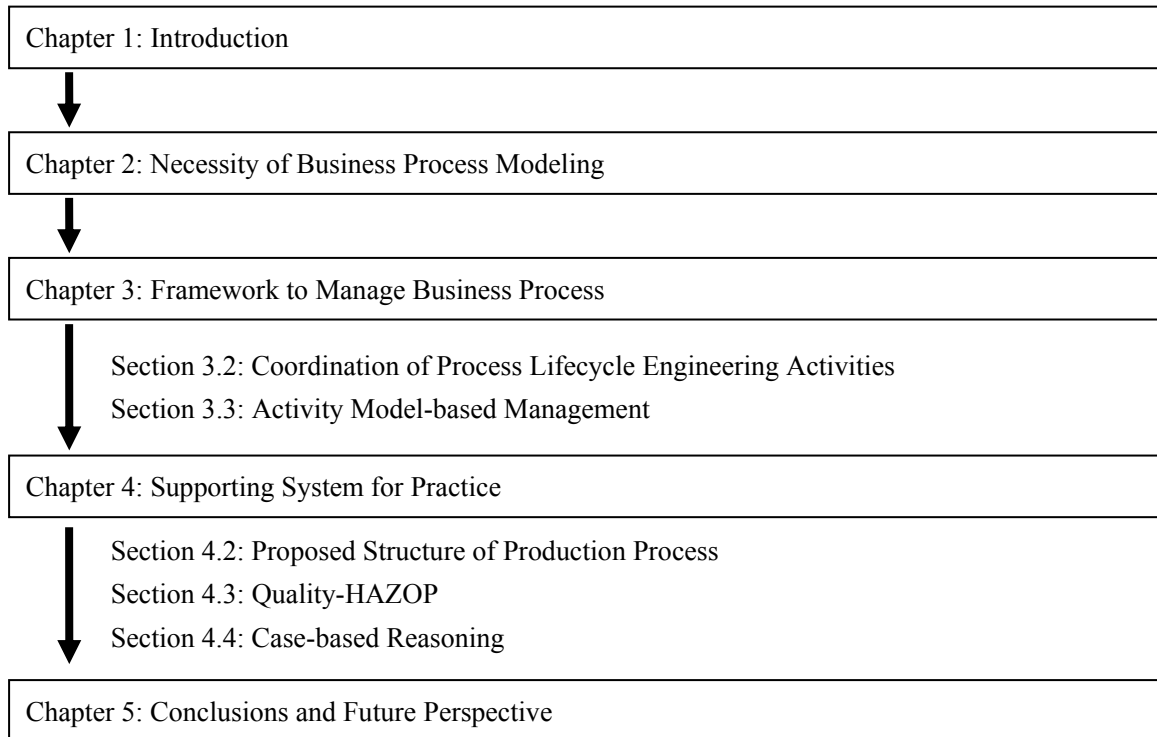 Chapter 1: Introduction
Chapter 2: Necessity of Business Process Modeling
Chapter 3: Framework to Manage Business Process
Section 3.2: Coordination of Process Lifecycle Engineering Activities
Section 3.3: Activity Model-based Management
Chapter 4: Supporting System for Practice
Section 4.2: Proposed Structure of Production Process
Section 4.3: Quality-HAZOP
Section 4.4: Case-based Reasoning
Chapter 5: Conclusions and Future Perspective